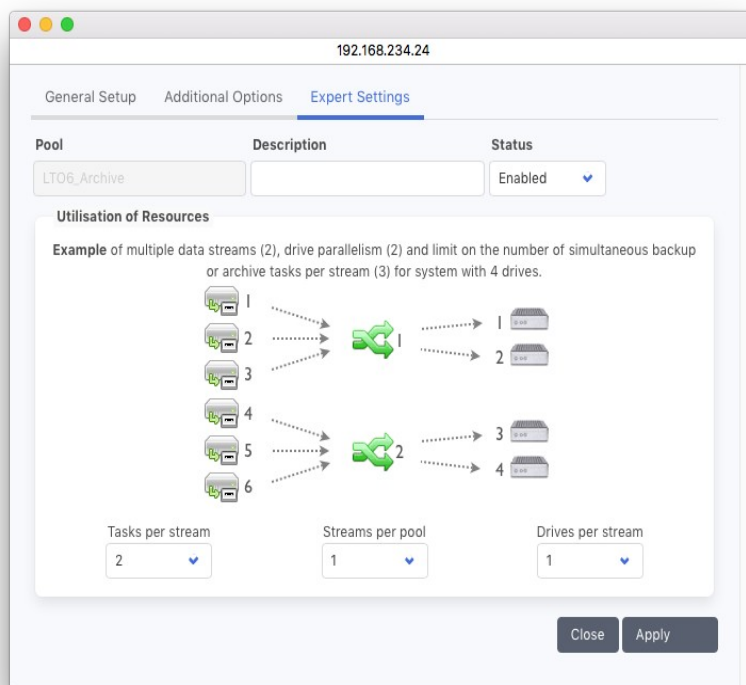 192.168.234.24
General Setup Additional Options Expert Settings
Pool Description Status
LTO6_Archive Enabled
Utilisation of Resources
Example of multiple data streams (2), drive parallelism (2) and limit on the number of simultaneous backup
or archive tasks per stream (3) for system with 4 drives.
1
2
3
1
1
2
4
5
6
2
3
4
Tasks per stream Streams per pool Drives per stream
2 1 1
Close Apply